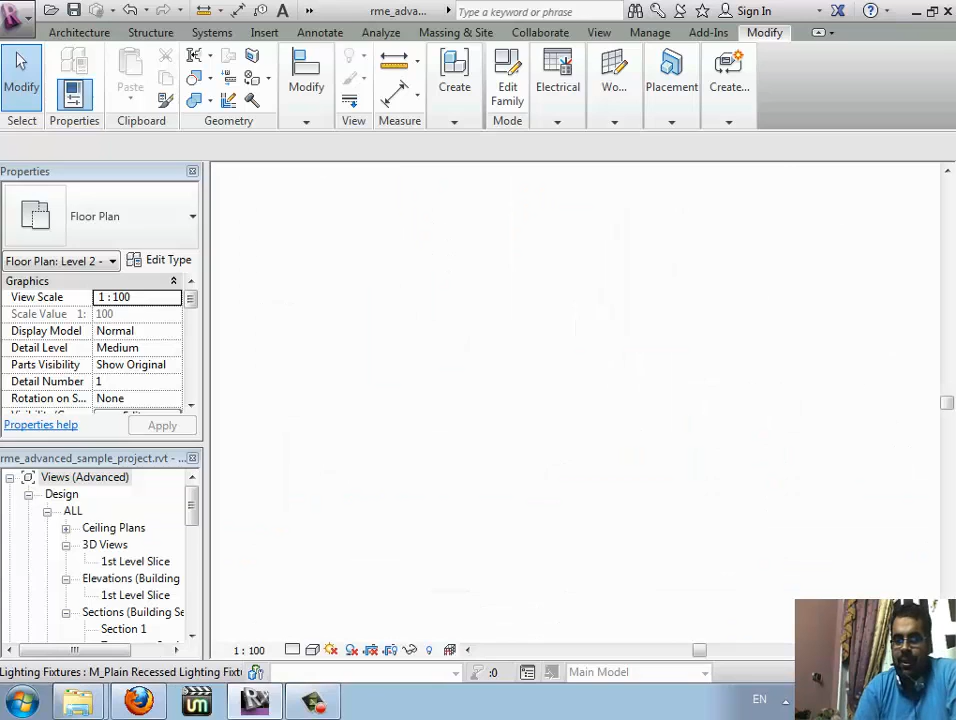 rme_adva...
Type a keyword or phrase
Sign In
Architecture Structure Systems Insert Annotate Analyze Massing & Site Collaborate View Manage Add-Ins Modify
Modify Paste Modify Create Edit Family Electrical Wo... Placement Create...
Select Properties Clipboard Geometry View Measure Mode
Properties
Floor Plan
Floor Plan: Level 2 - Edit Type
Graphics
View Scale 1 : 100
Scale Value 1: 100
Display Model Normal
Detail Level Medium
Parts Visibility Show Original
Detail Number 1
Rotation on S... None
Properties help Apply
rme_advanced_sample_project.rvt - ...
Views (Advanced)
Design
ALL
Ceiling Plans
3D Views
1st Level Slice
Elevations (Building
1st Level Slice
Sections (Building Se
Section 1
1 : 100
Lighting Fixtures : M_Plain Recessed Lighting Fixt
:0
Main Model
EN